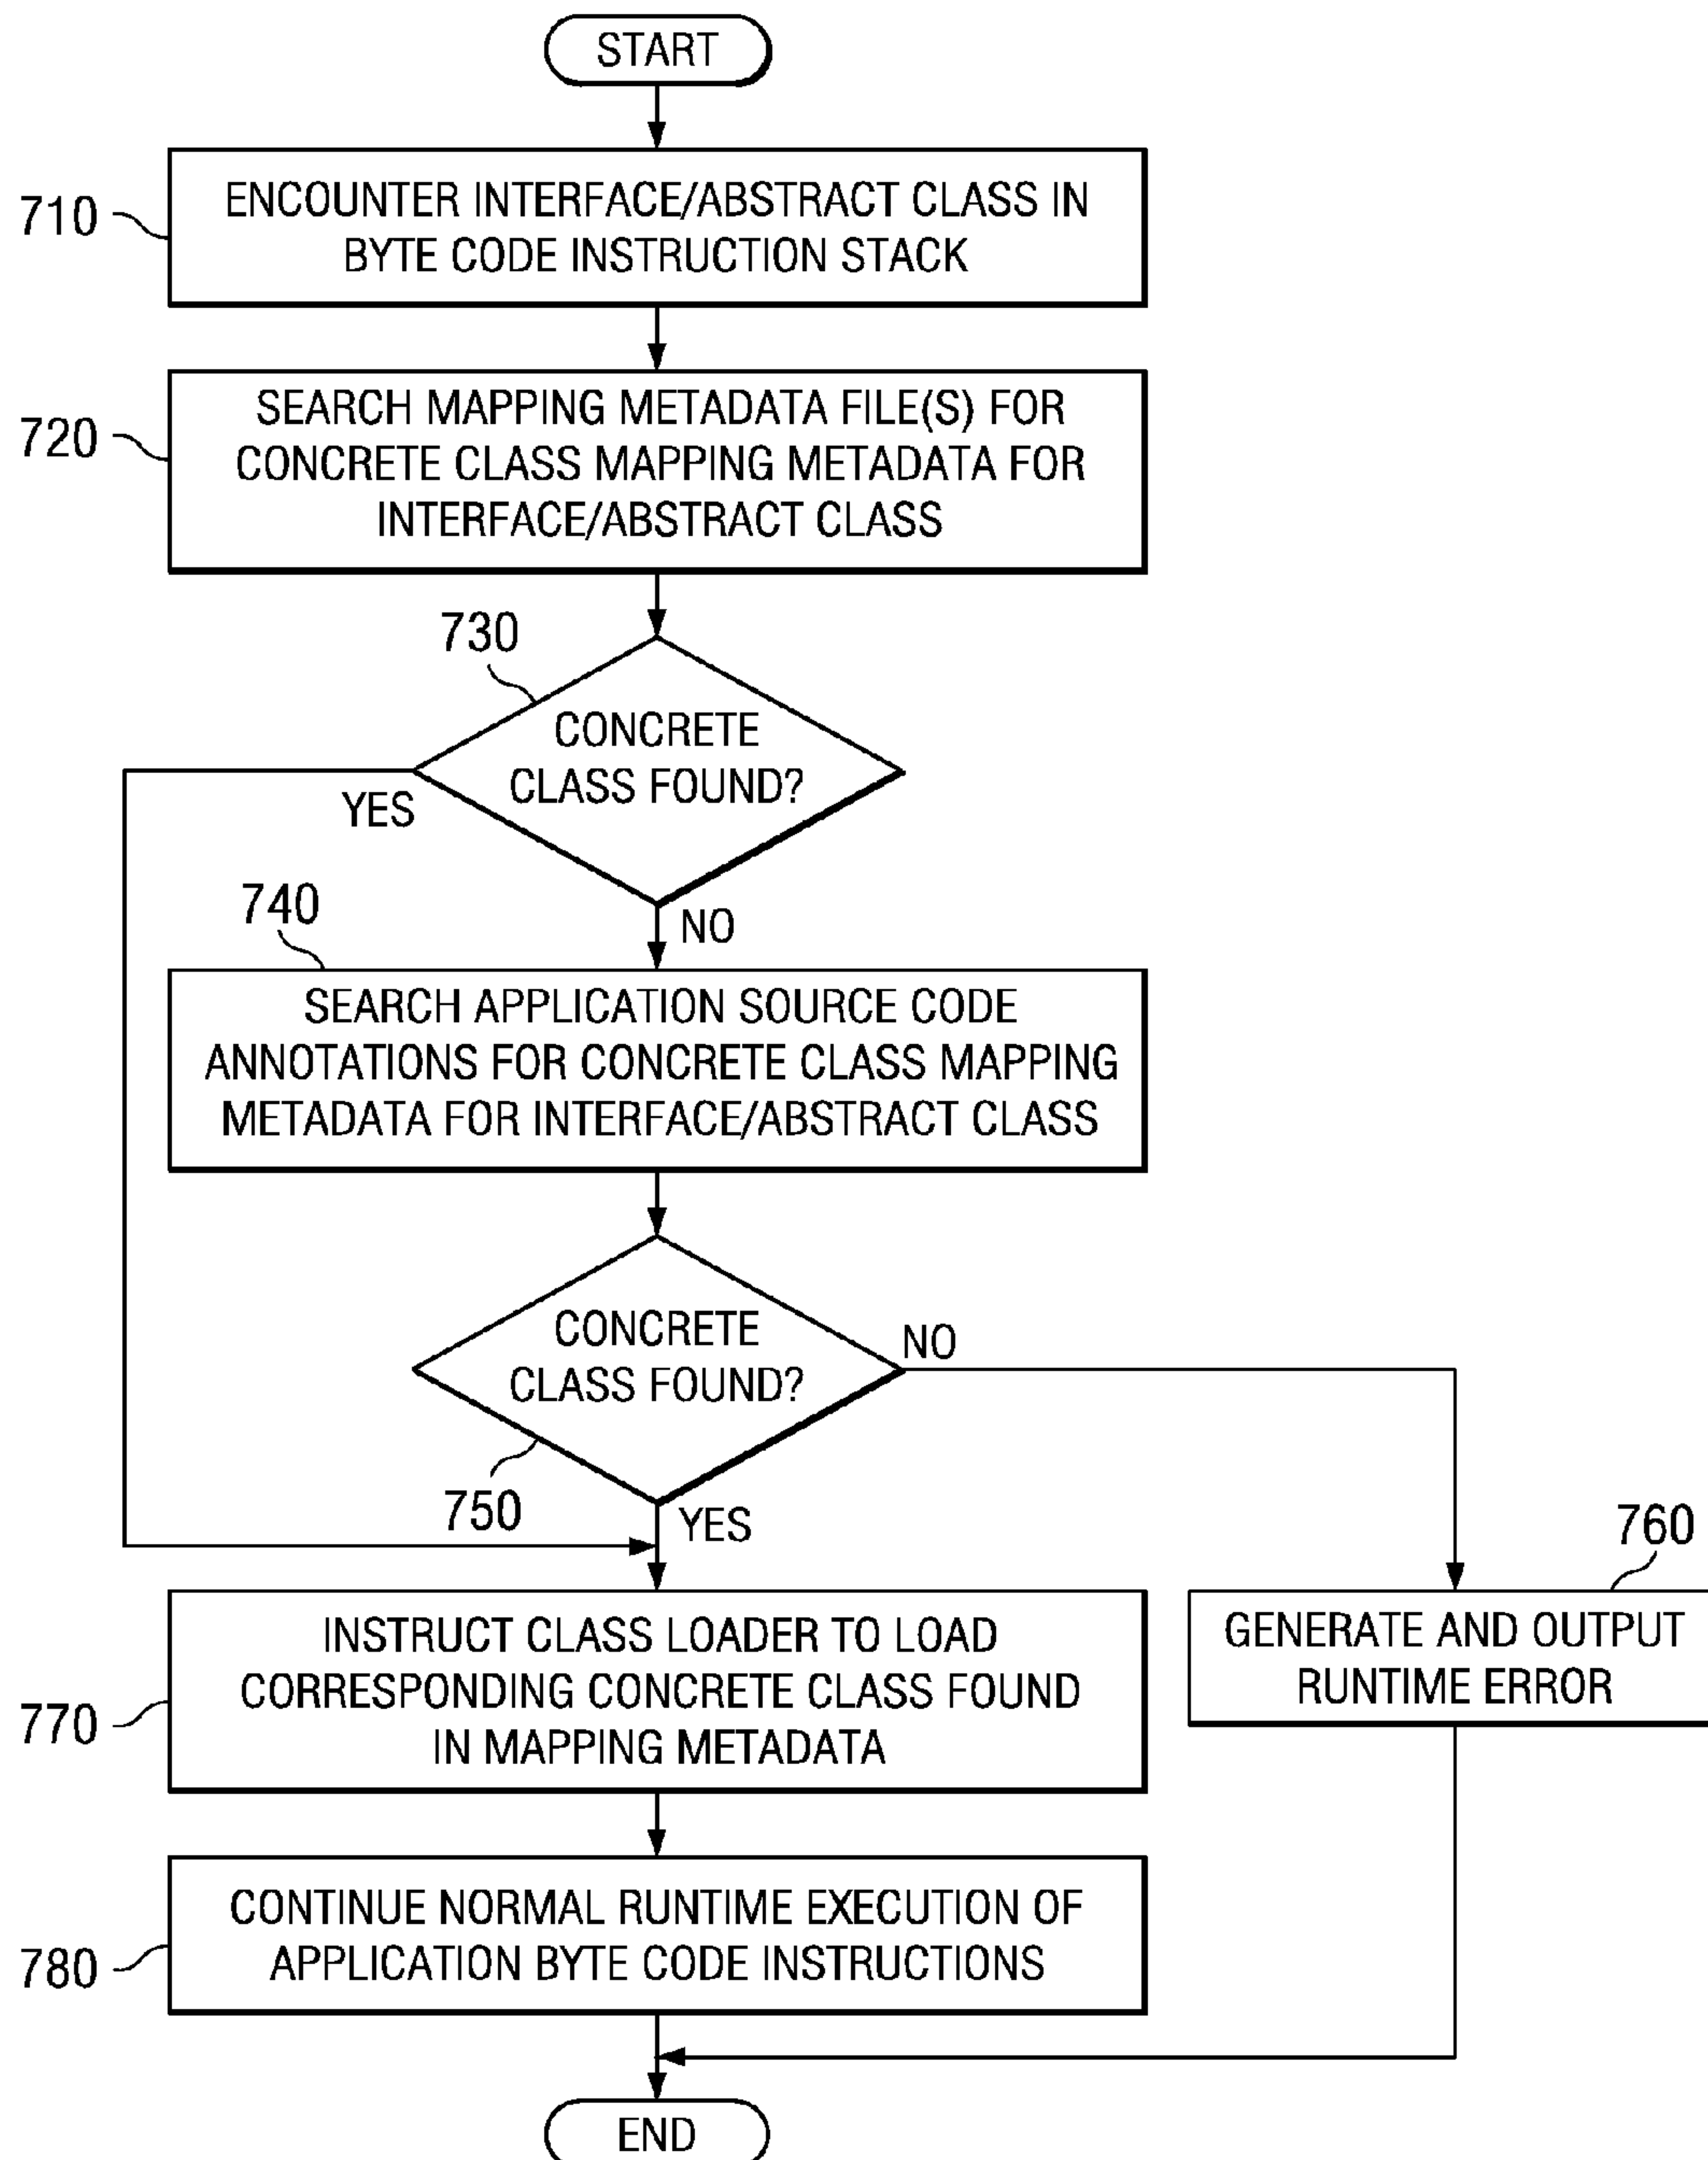 START
710
ENCOUNTER INTERFACE/ABSTRACT CLASS IN
BYTE CODE INSTRUCTION STACK
720
SEARCH MAPPING METADATA FILE(S) FOR
CONCRETE CLASS MAPPING METADATA FOR
INTERFACE/ABSTRACT CLASS
730
CONCRETE
CLASS FOUND?
YES
NO
740
SEARCH APPLICATION SOURCE CODE
ANNOTATIONS FOR CONCRETE CLASS MAPPING
METADATA FOR INTERFACE/ABSTRACT CLASS
CONCRETE
CLASS FOUND?
NO
750
YES
760
GENERATE AND OUTPUT
RUNTIME ERROR
770
INSTRUCT CLASS LOADER TO LOAD
CORRESPONDING CONCRETE CLASS FOUND
IN MAPPING METADATA
780
CONTINUE NORMAL RUNTIME EXECUTION OF
APPLICATION BYTE CODE INSTRUCTIONS
END